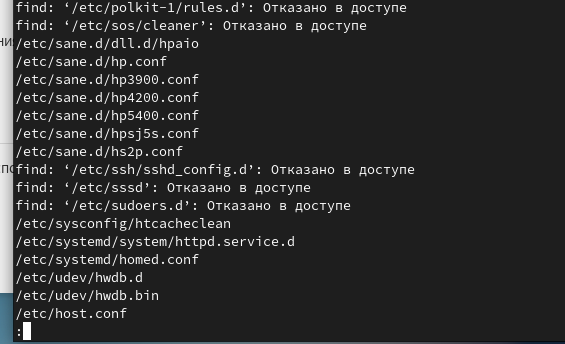 find: ‘/etc/polkit-1/rules.d’: Отказано в доступе
find: ‘/etc/sos/cleaner’: Отказано в доступе
/etc/sane.d/dll.d/hpaio
/etc/sane.d/hp.conf
/etc/sane.d/hp3900.conf
/etc/sane.d/hp4200.conf
/etc/sane.d/hp5400.conf
/etc/sane.d/hpsj5s.conf
/etc/sane.d/hs2p.conf
find: ‘/etc/ssh/sshd_config.d’: Отказано в доступе
find: ‘/etc/sssd’: Отказано в доступе
find: ‘/etc/sudoers.d’: Отказано в доступе
/etc/sysconfig/htcacheclean
/etc/systemd/system/httpd.service.d
/etc/systemd/homed.conf
/etc/udev/hwdb.d
/etc/udev/hwdb.bin
/etc/host.conf
: